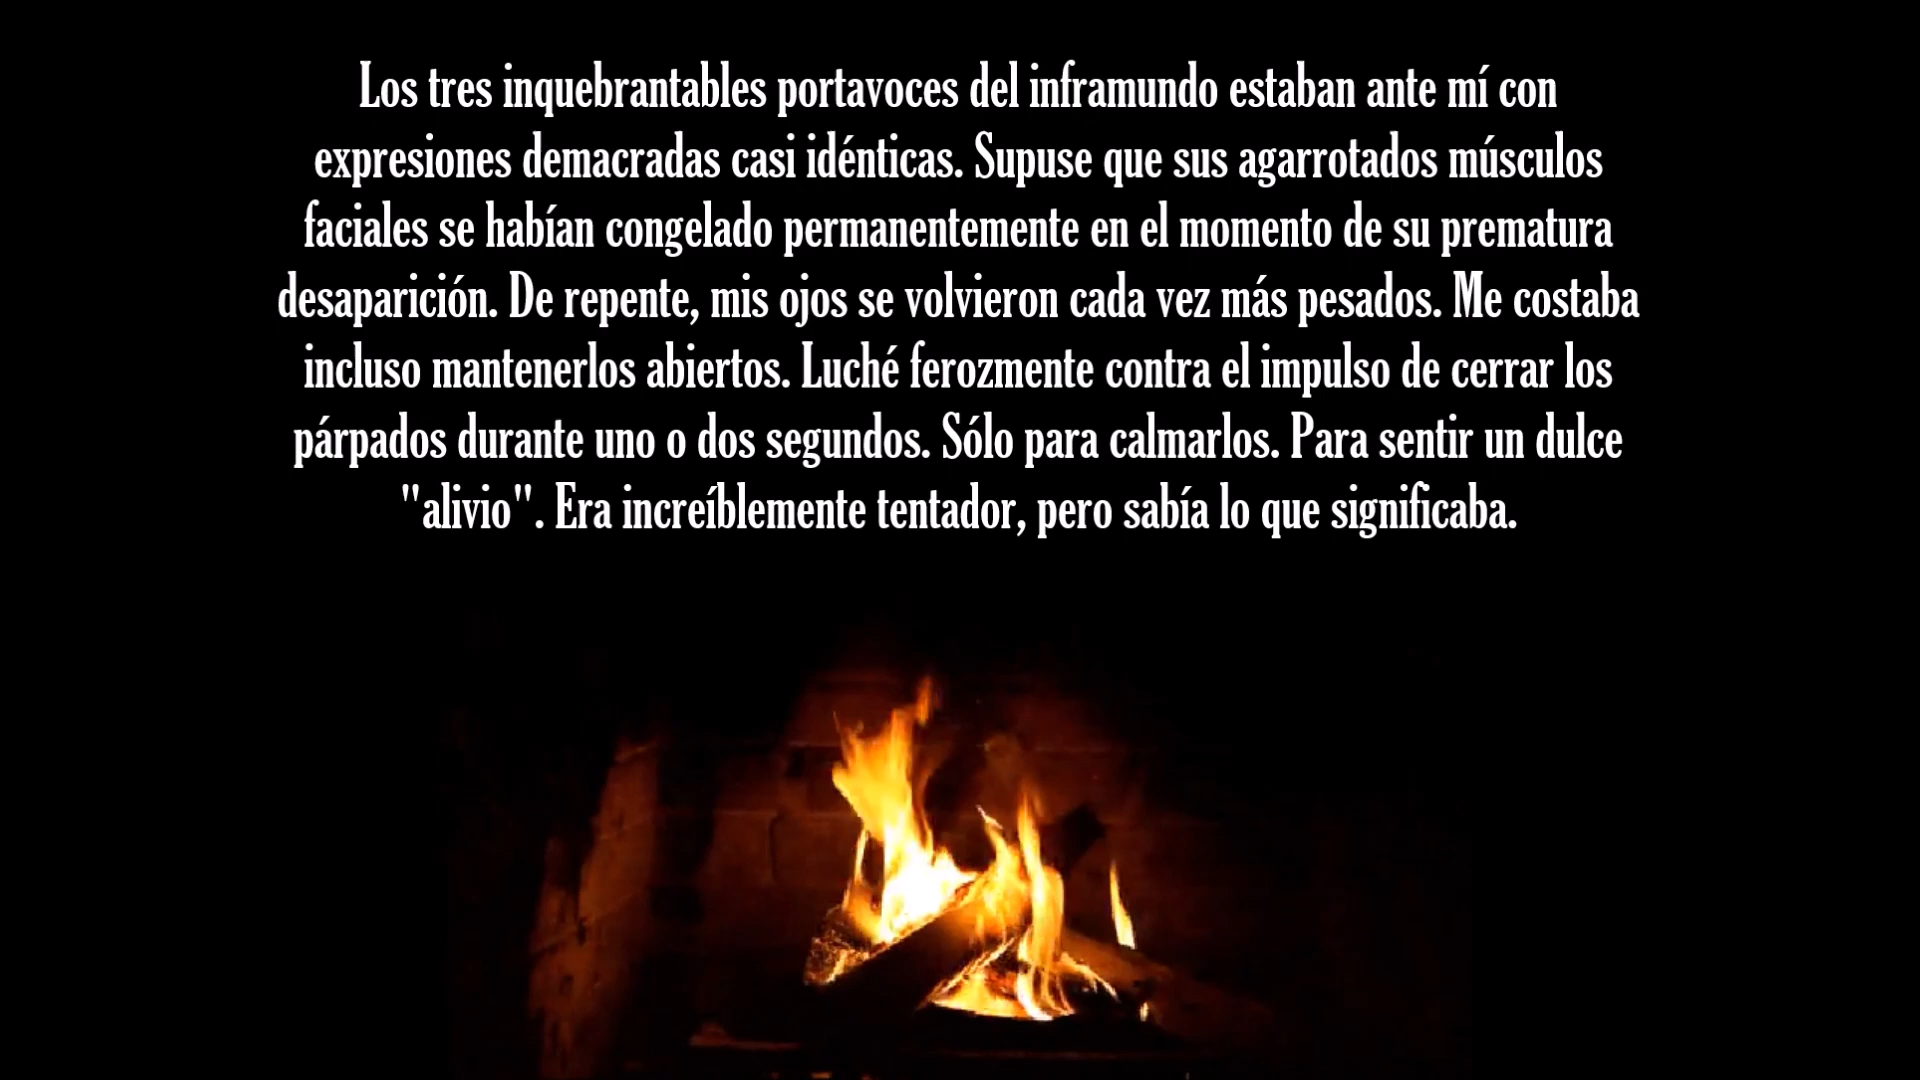 Los tres inquebrantables portavoces del inframundo estaban ante mí con
expresiones demacradas casi idénticas. Supuse que sus agarrotados músculos
faciales se habían congelado permanentemente en el momento de su prematura
desaparición. De repente, mis ojos se volvieron cada vez más pesados. Me costaba
incluso mantenerlos abiertos. Luché ferozmente contra el impulso de cerrar los
párpados durante uno o dos segundos. Sólo para calmarlos. Para sentir un dulce
"alivio". Era increíblemente tentador, pero sabía lo que significaba.